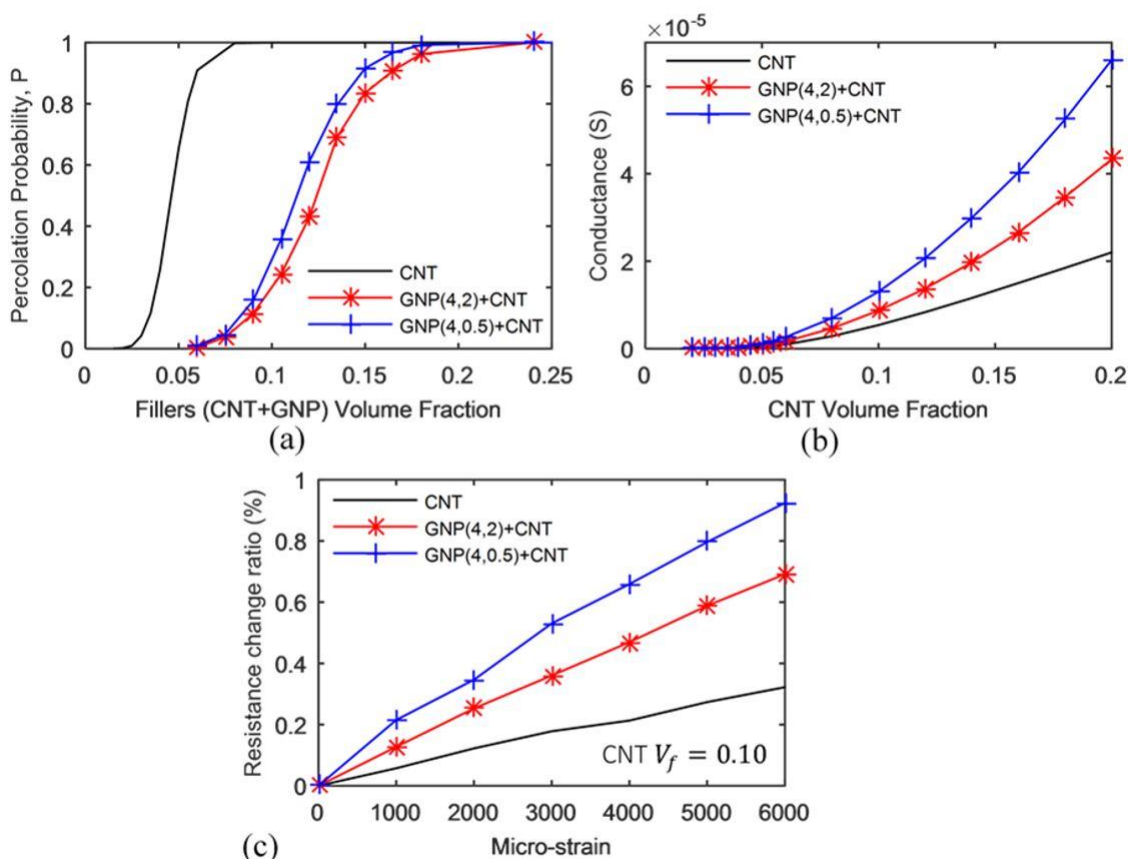 Percolation Probability, P
1
0.8
0.6
0.4
0.2
0
0
0.05
0.1
0.15
0.2
0.25
CNT
GNP(4,2)+CNT
GNP(4,0.5)+CNT
Fillers (CNT+GNP) Volume Fraction
(a)
×10⁻⁵
Conductance (S)
6
4
2
0
0
0.05
0.1
0.15
0.2
CNT
GNP(4,2)+CNT
GNP(4,0.5)+CNT
CNT Volume Fraction
(b)
Resistance change ratio (%)
1
0.8
0.6
0.4
0.2
0
0
1000
2000
3000
4000
5000
6000
CNT
GNP(4,2)+CNT
GNP(4,0.5)+CNT
CNT V_f = 0.10
Micro-strain
(c)